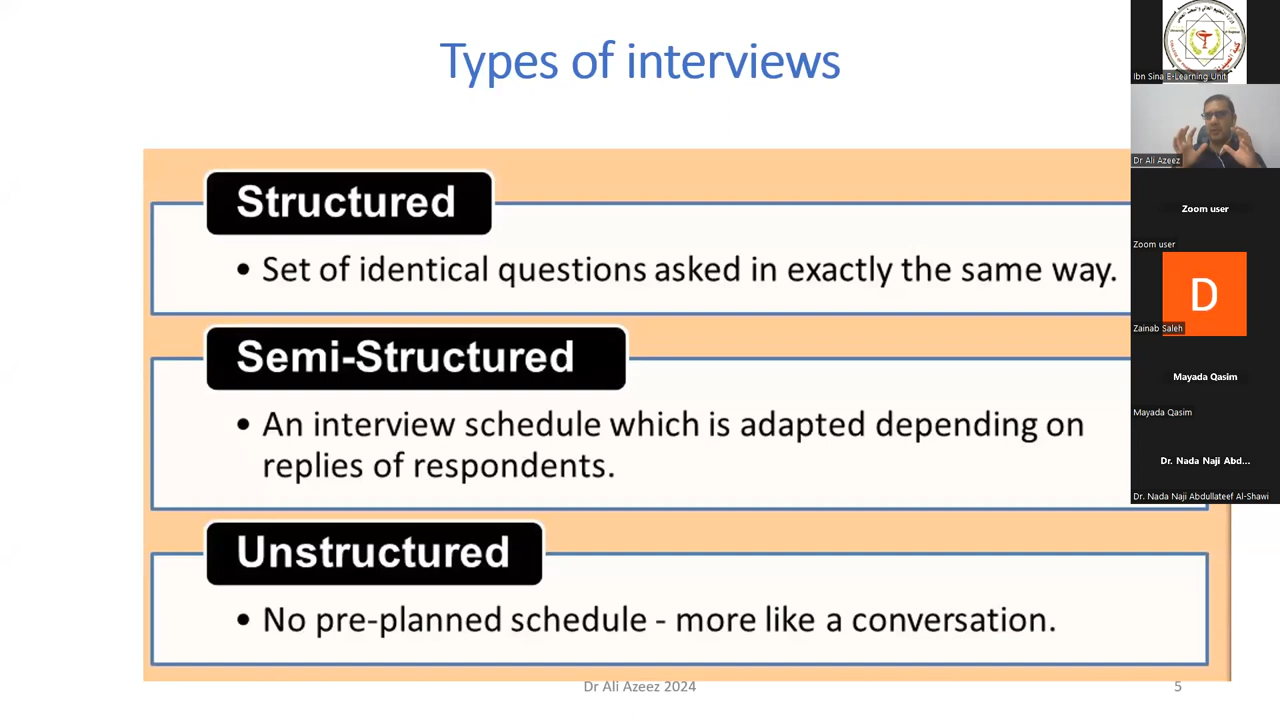 Types of interviews
Structured
• Set of identical questions asked in exactly the same way.
Semi-Structured
• An interview schedule which is adapted depending on
replies of respondents.
Unstructured
• No pre-planned schedule - more like a conversation.
Dr Ali Azeez 2024
5
Ibn Sina E-Learning Unit
Dr Ali Azeez
Zoom user
Zoom user
D
Zainab Saleh
Mayada Qasim
Mayada Qasim
Dr. Nada Naji Abd...
Dr. Nada Naji Abdullateef Al-Shawi